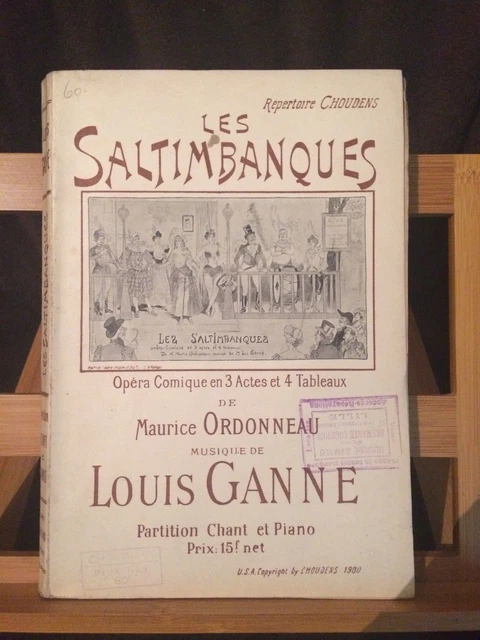 60.
Repertoire CHOUDENS
LES
SALTIMBANQUES
LES SALTIMBANQUES
Opéra Comique en 3 Actes et 4 Tableaux
DE
Maurice ORDONNEAU
MUSIQUE DE
LOUIS GANNE
Partition Chant et Piano
Prix: 15f net
U.S.A. Copyright by CHOUDENS 1900
LES SALTIMBANQUES
LILLE